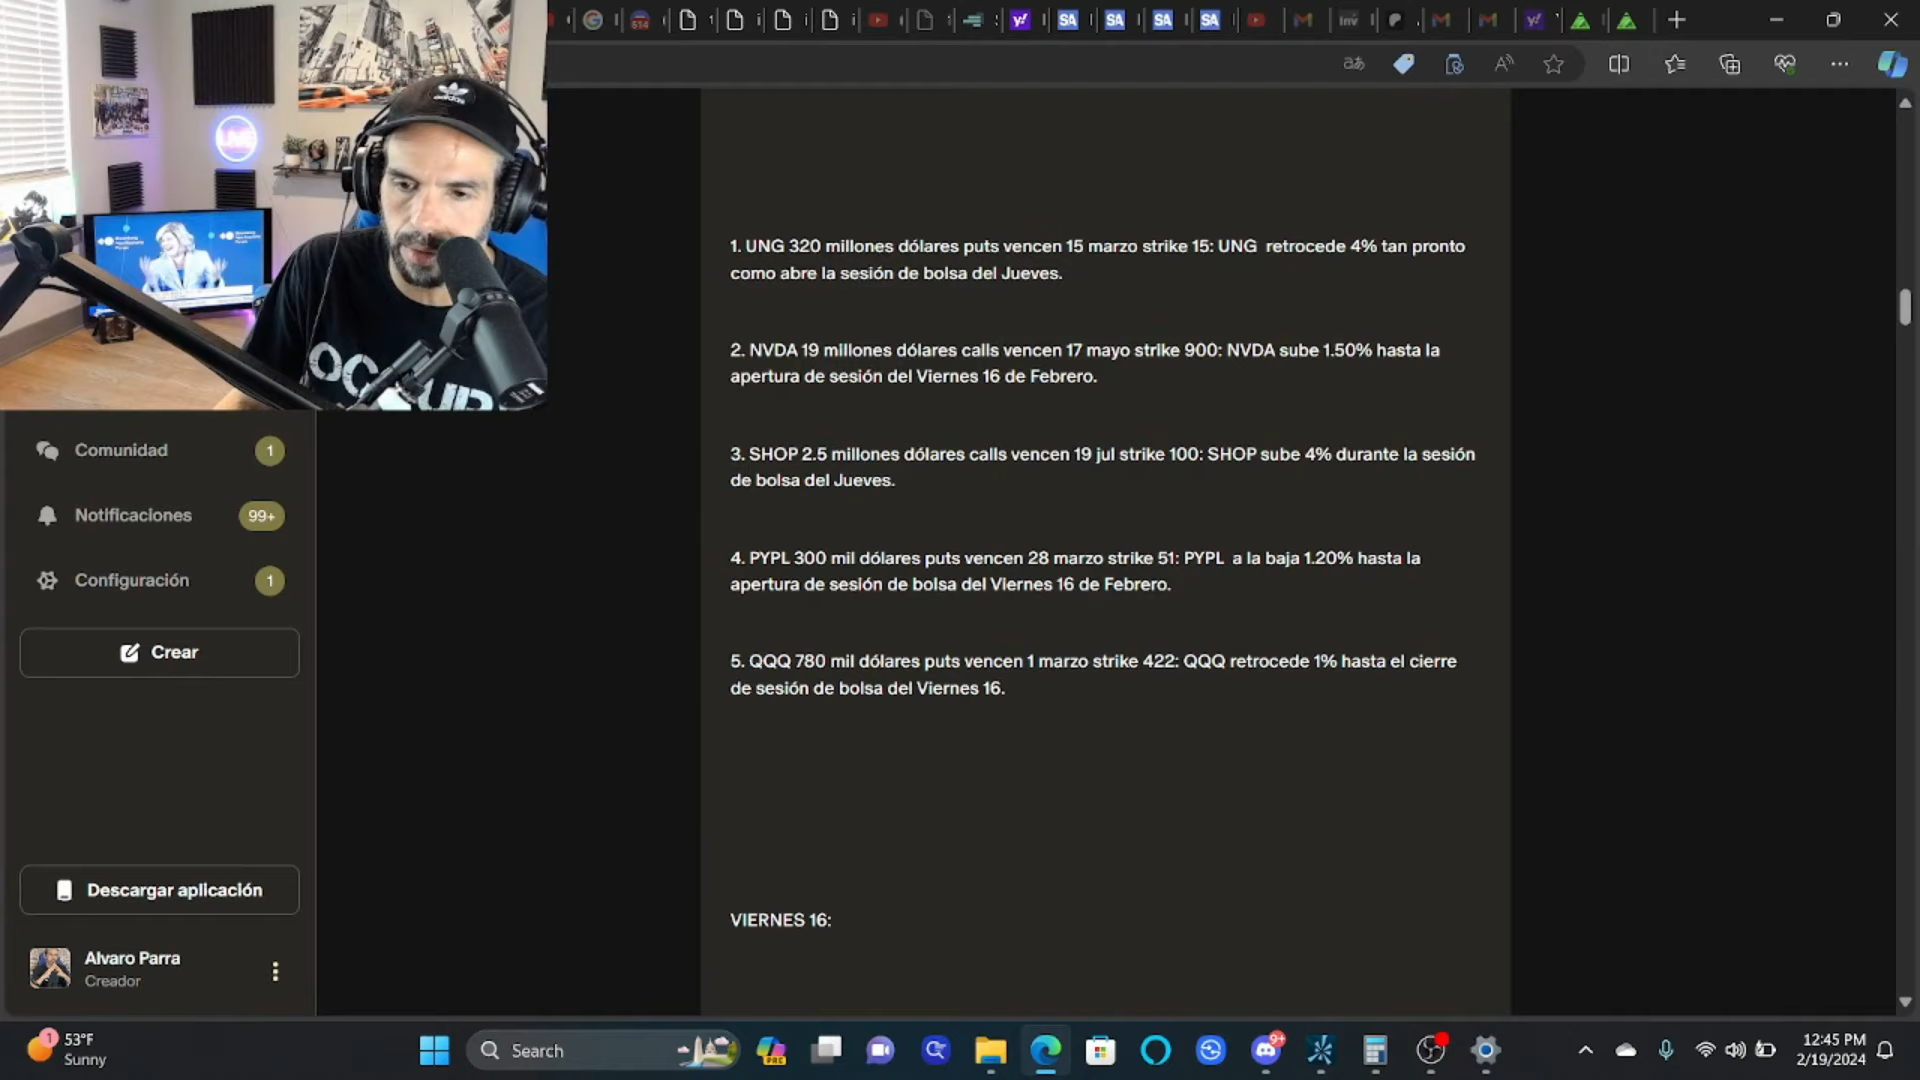 1. UNG 320 millones dólares puts vencen 15 marzo strike 15: UNG retrocede 4% tan pronto
como abre la sesión de bolsa del Jueves.
2. NVDA 19 millones dólares calls vencen 17 mayo strike 900: NVDA sube 1.50% hasta la
apertura de sesión del Viernes 16 de Febrero.
3. SHOP 2.5 millones dólares calls vencen 19 jul strike 100: SHOP sube 4% durante la sesión
de bolsa del Jueves.
4. PYPL 300 mil dólares puts vencen 28 marzo strike 51: PYPL a la baja 1.20% hasta la
apertura de sesión de bolsa del Viernes 16 de Febrero.
5. QQQ 780 mil dólares puts vencen 1 marzo strike 422: QQQ retrocede 1% hasta el cierre
de sesión de bolsa del Viernes 16.
VIERNES 16:
Comunidad 1
Notificaciones 99+
Configuración 1
Crear
Descargar aplicación
Alvaro Parra
Creador
LIVE
adidas
53°F
Sunny
Search
12:45 PM
2/19/2024